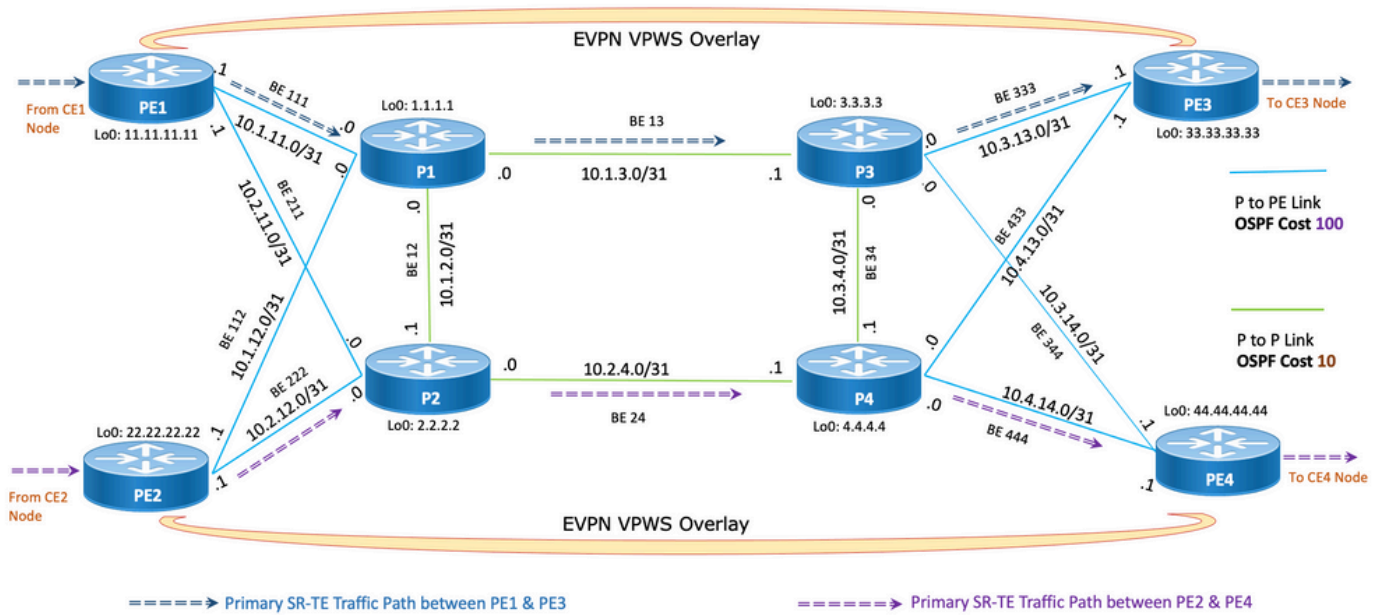 EVPN VPWS Overlay
.1
BE 111
From CE1
Node
PE1
Lo0: 11.11.11.11
.1
10.1.11.0/31
.0
.0
Lo0: 1.1.1.1
P1
BE 13
.0
10.1.3.0/31
.1
Lo0: 3.3.3.3
P3
.0
.0
BE 333
10.3.13.0/31
.1
.1
PE3
Lo0: 33.33.33.33
To CE3 Node
BE 211
10.2.11.0/31
.0
BE 12
10.1.2.0/31
.1
.0
BE 34
10.3.4.0/31
.1
BE 433
10.4.13.0/31
10.3.14.0/31
BE 344
P to PE Link
OSPF Cost 100
P to P Link
OSPF Cost 10
BE 112
10.1.12.0/31
.0
.0
BE 222
10.2.12.0/31
P2
Lo0: 2.2.2.2
.0
10.2.4.0/31
.1
BE 24
P4
Lo0: 4.4.4.4
.0
.0
10.4.14.0/31
BE 444
Lo0: 44.44.44.44
.1
.1
PE4
To CE4 Node
Lo0: 22.22.22.22
.1
.1
PE2
From CE2
Node
EVPN VPWS Overlay
Primary SR-TE Traffic Path between PE1 & PE3
Primary SR-TE Traffic Path between PE2 & PE4